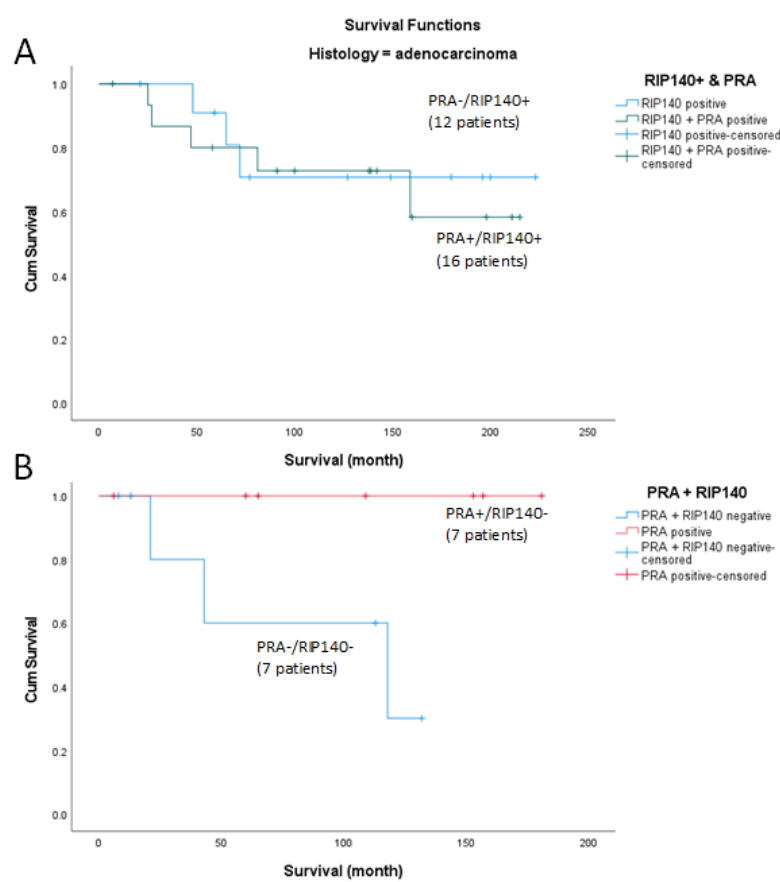 Survival Functions
A
Histology = adenocarcinoma
RIP140+ & PRA
RIP140 positive
RIP140 + PRA positive
RIP140 positive-censored
RIP140 + PRA positive-
censored
PRA-/RIP140+
(12 patients)
PRA+/RIP140+
(16 patients)
Cum Survival
1.0
0.8
0.6
0.4
0.2
0.0
0
50
100
150
200
250
Survival (month)
B
PRA + RIP140
PRA + RIP140 negative
PRA positive
PRA + RIP140 negative-
censored
PRA positive-censored
PRA+/RIP140-
(7 patients)
PRA-/RIP140-
(7 patients)
Cum Survival
1.0
0.8
0.6
0.4
0.2
0.0
0
50
100
150
200
Survival (month)